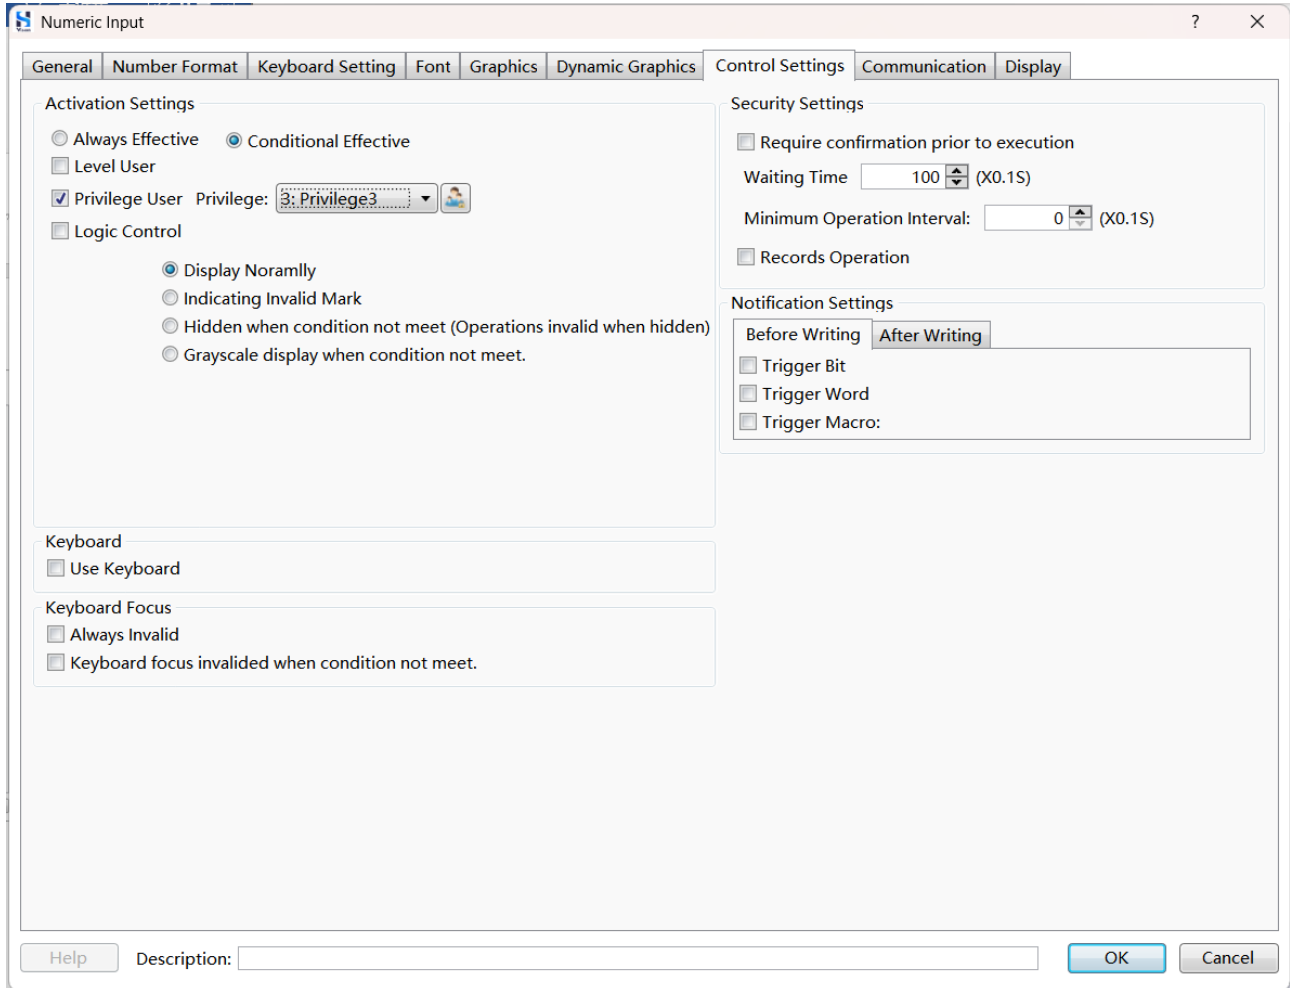 Numeric Input
?
General
Number Format
Keyboard Setting
Font
Graphics
Dynamic Graphics
Control Settings
Communication
Display
Activation Settings
Always Effective
Conditional Effective
Level User
Privilege User Privilege: 3: Privilege3
Logic Control
Display Noramlly
Indicating Invalid Mark
Hidden when condition not meet (Operations invalid when hidden)
Grayscale display when condition not meet.
Keyboard
Use Keyboard
Keyboard Focus
Always Invalid
Keyboard focus invalided when condition not meet.
Security Settings
Require confirmation prior to execution
Waiting Time 100 (X0.1S)
Minimum Operation Interval: 0 (X0.1S)
Records Operation
Notification Settings
Before Writing
After Writing
Trigger Bit
Trigger Word
Trigger Macro:
Help
Description:
OK
Cancel